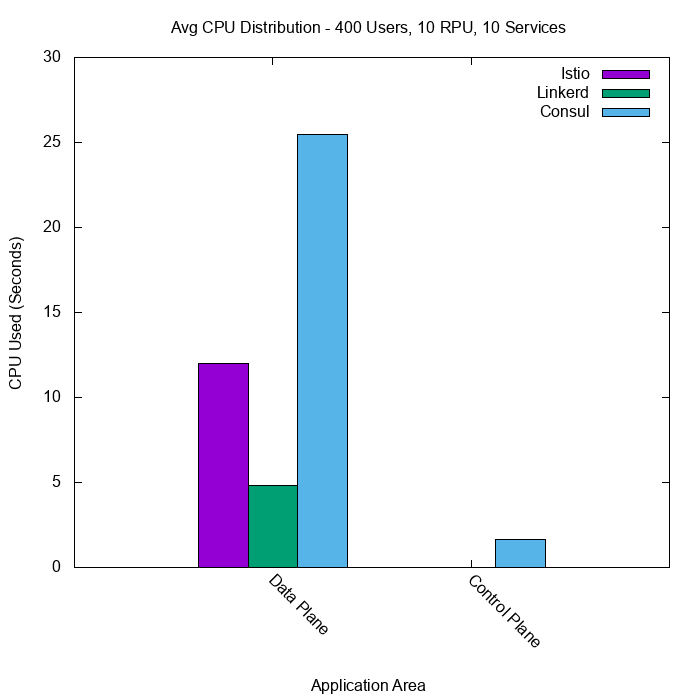 Avg CPU Distribution - 400 Users, 10 RPU, 10 Services
Istio
Linkerd
Consul
30
25
20
15
10
5
0
CPU Used (Seconds)
Data Plane
Control Plane
Application Area